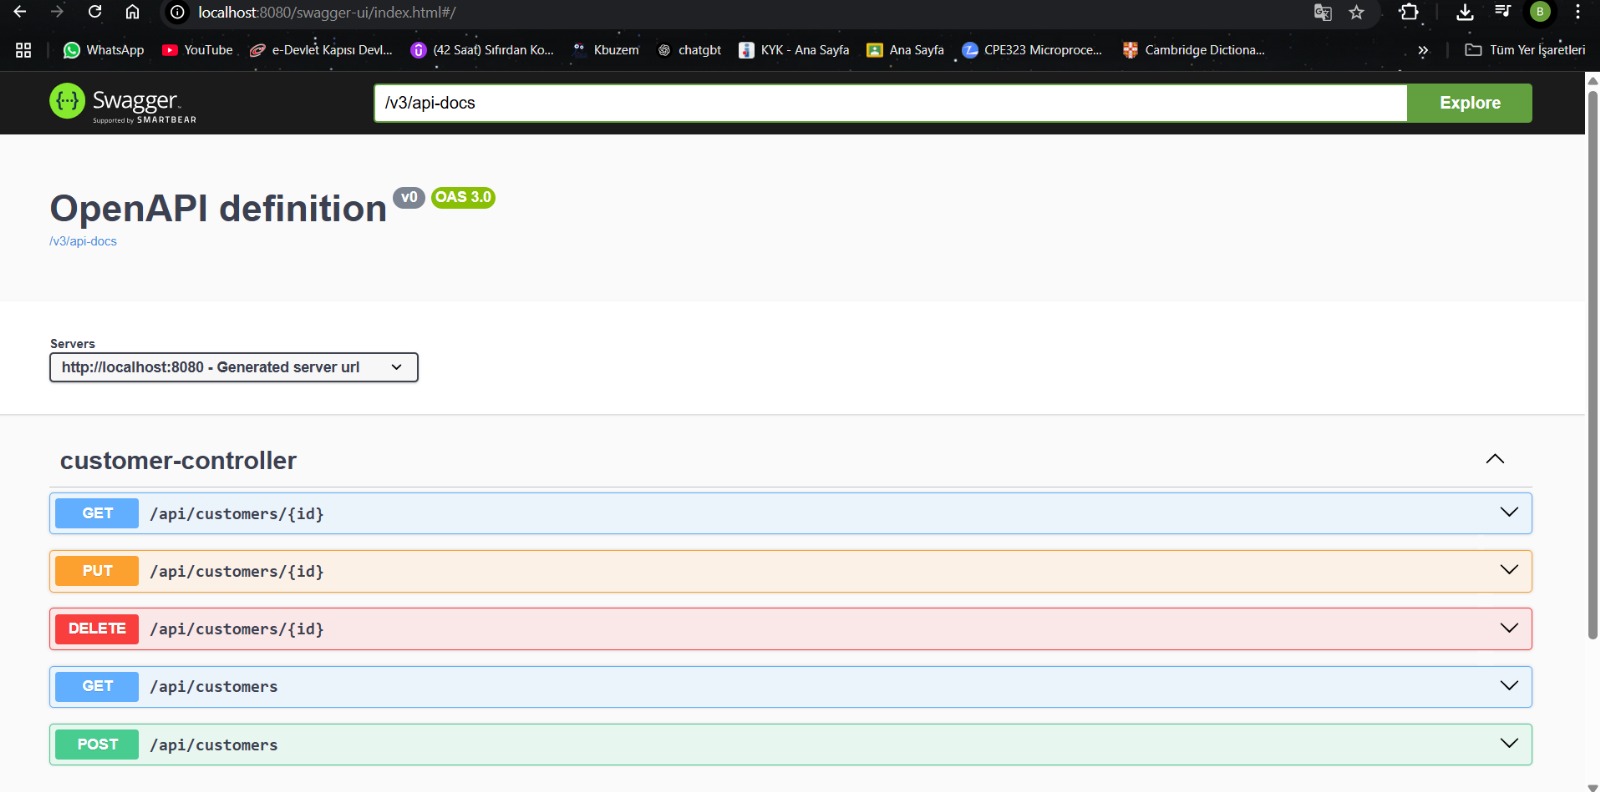 localhost:8080/swagger-ui/index.html#/
B
WhatsApp YouTube e-Devlet Kapısı Devl... (42 Saat) Sıfırdan Ko... Kbuzem chatgbt KYK - Ana Sayfa Ana Sayfa CPE323 Microproce... Cambridge Dictiona... » Tüm Yer İşaretleri
Swagger
Supported by SMARTBEAR
/v3/api-docs
Explore
OpenAPI definition v0 OAS 3.0
/v3/api-docs
Servers
http://localhost:8080 - Generated server url
customer-controller
GET /api/customers/{id}
PUT /api/customers/{id}
DELETE /api/customers/{id}
GET /api/customers
POST /api/customers